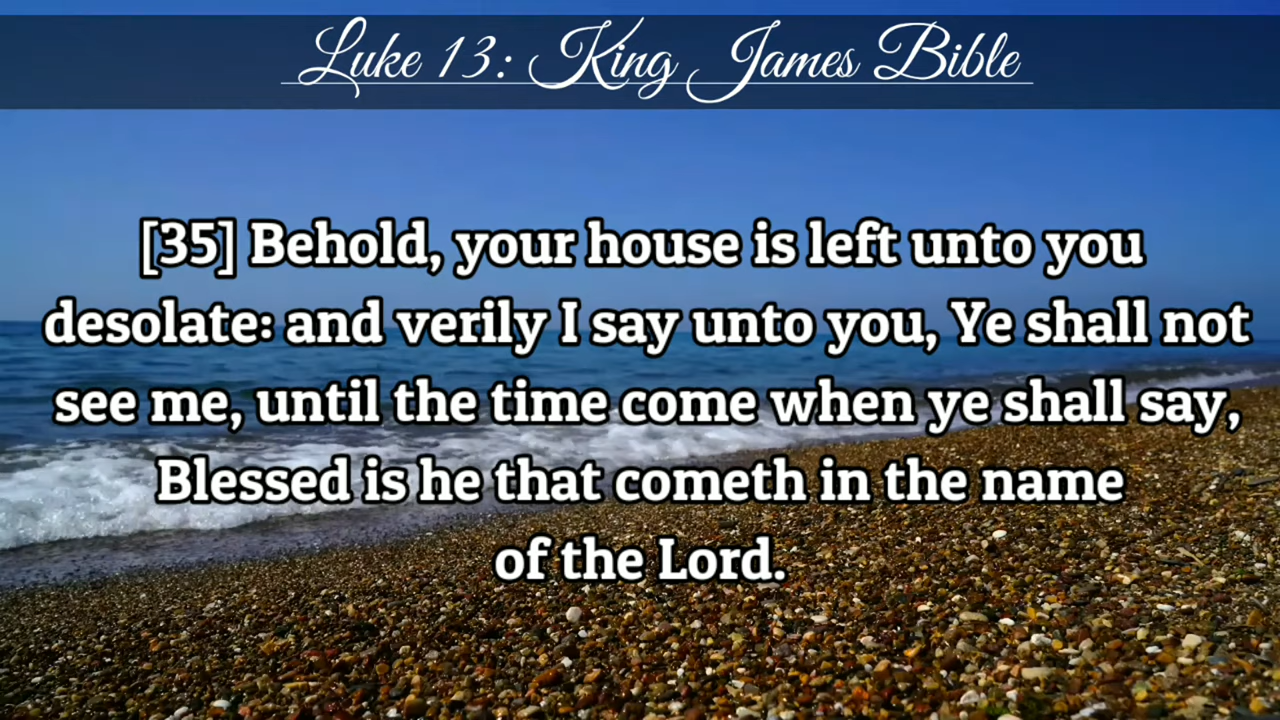 Luke 13: King James Bible
[35] Behold, your house is left unto you
desolate: and verily I say unto you, Ye shall not
see me, until the time come when ye shall say,
Blessed is he that cometh in the name
of the Lord.